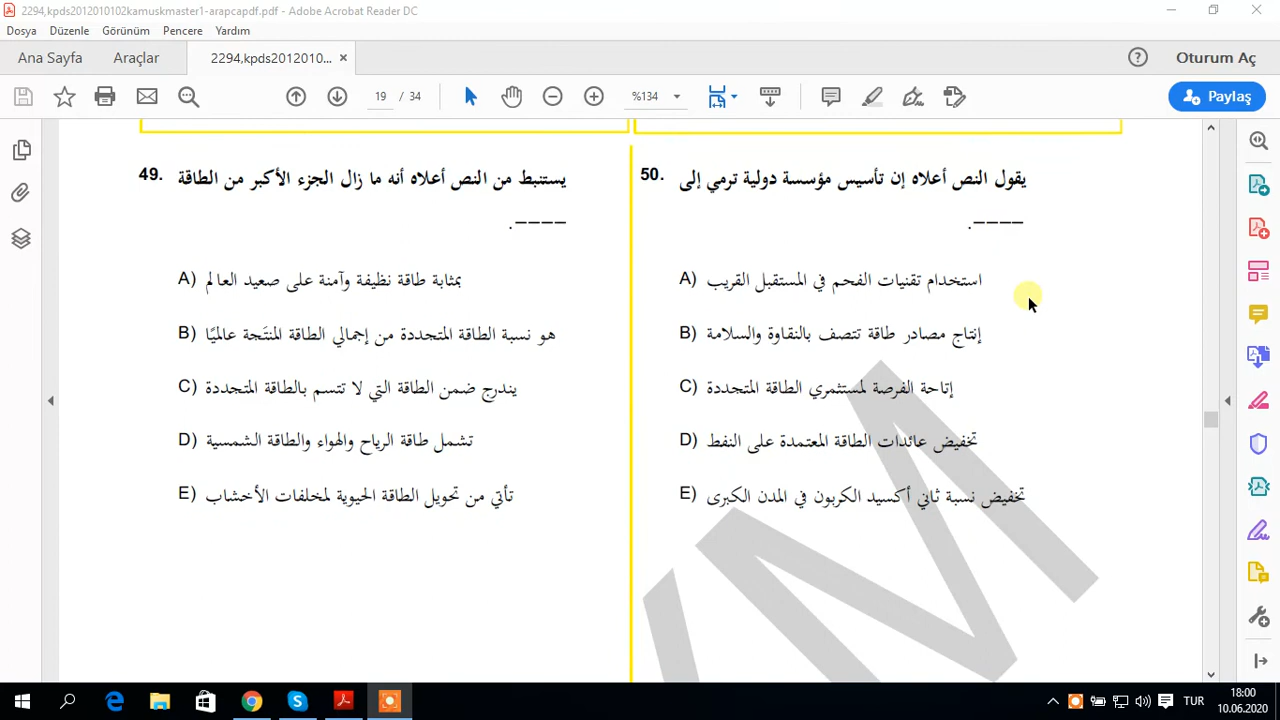 2294,kpds2012010102kamuskmaster1-arapcapdf.pdf - Adobe Acrobat Reader DC
Dosya Düzenle Görünüm Pencere Yardım
Ana Sayfa Araçlar 2294,kpds2012010... × Oturum Aç
19 / 34 %134 Paylaş
49. يستنبط من النص أعلاه أنه ما زال الجزء الأكبر من الطاقة
----.
A) بمثابة طاقة نظيفة وآمنة على صعيد العالم
B) هو نسبة الطاقة المتجددة من إجمالي الطاقة المنتَجة عالميًا
C) يندرج ضمن الطاقة التي لا تتسم بالطاقة المتجددة
D) تشمل طاقة الرياح والهواء والطاقة الشمسية
E) تأتي من تحويل الطاقة الحيوية لمخلفات الأخشاب
50. يقول النص أعلاه إن تأسيس مؤسسة دولية ترمي إلى
----.
A) استخدام تقنيات الفحم في المستقبل القريب
B) إنتاج مصادر طاقة تتصف بالنقاوة والسلامة
C) إتاحة الفرصة لمستثمري الطاقة المتجددة
D) تخفيض عائدات الطاقة المعتمدة على النفط
E) تخفيض نسبة ثاني أكسيد الكربون في المدن الكبرى
TUR
18:00
10.06.2020